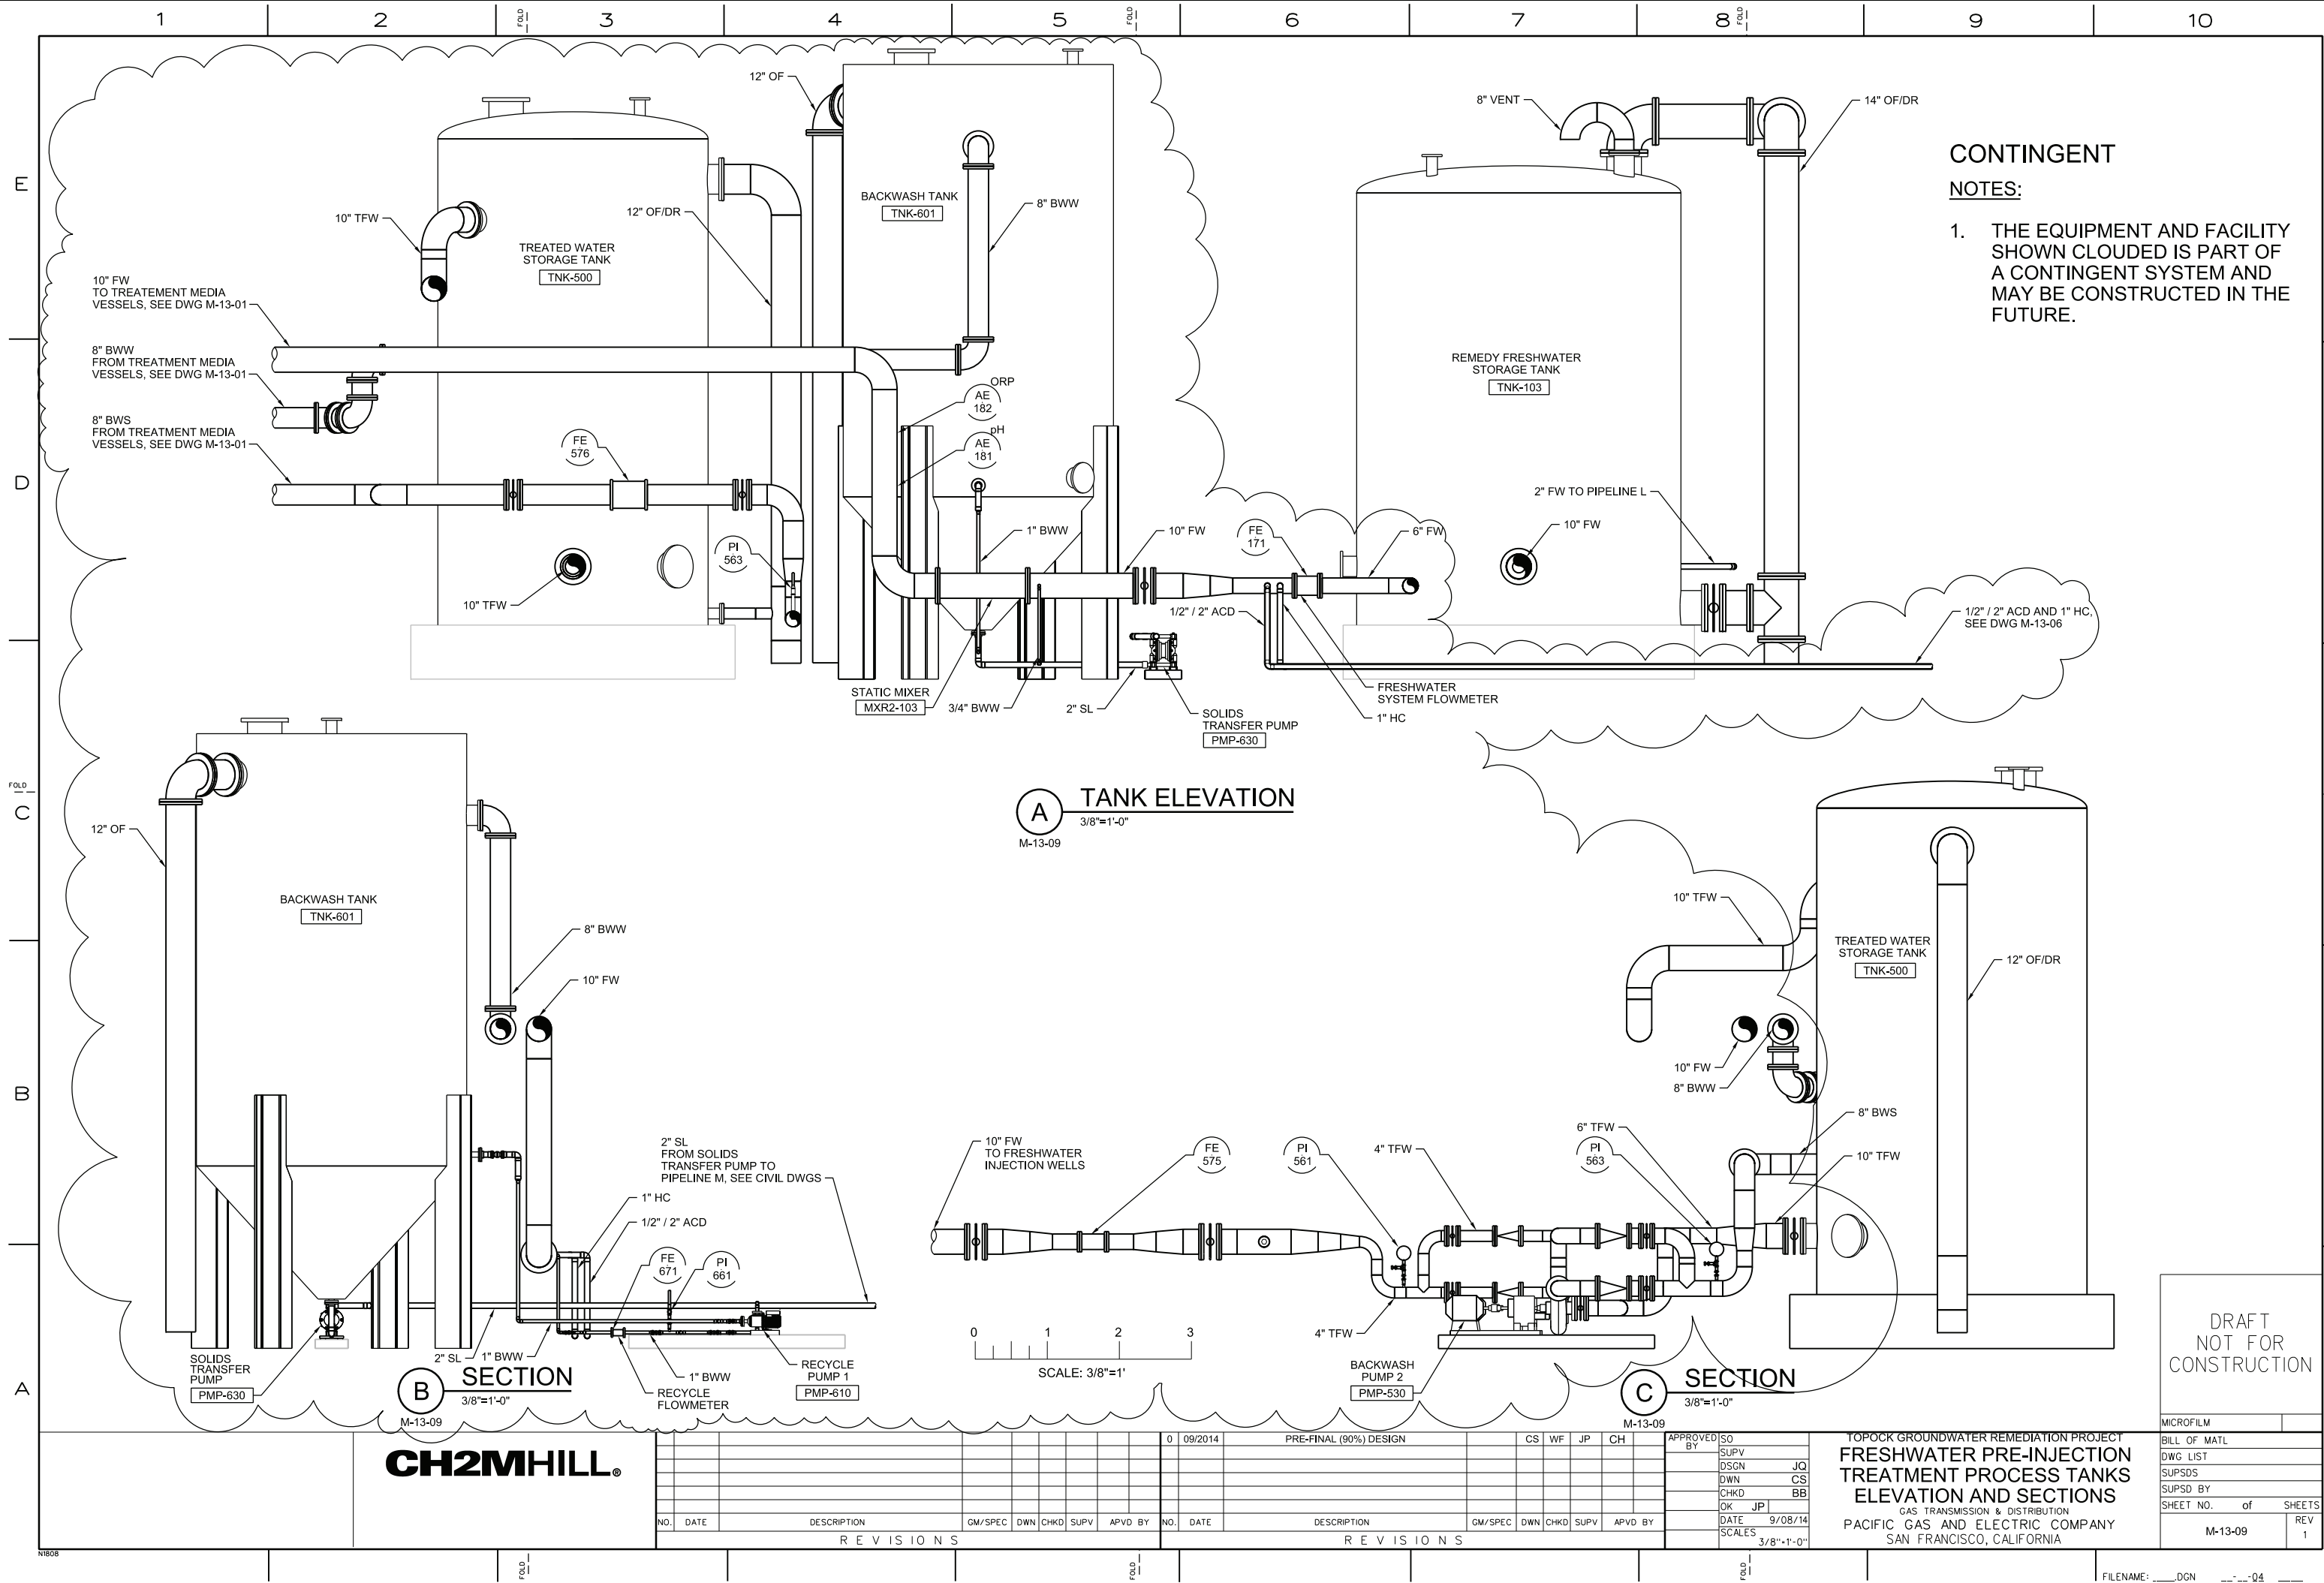 1 2 3 4 5 6 7 8 9 10
FOLD
FOLD
FOLD
E
D
C
B
A
FOLD
12" OF
10" TFW
TREATED WATER
STORAGE TANK
TNK-500
12" OF/DR
BACKWASH TANK
TNK-601
8" BWW
10" FW
TO TREATEMENT MEDIA
VESSELS, SEE DWG M-13-01
8" BWW
FROM TREATMENT MEDIA
VESSELS, SEE DWG M-13-01
8" BWS
FROM TREATMENT MEDIA
VESSELS, SEE DWG M-13-01
ORP
AE
182
pH
AE
181
FE
576
PI
563
10" TFW
1" BWW
10" FW
FE
171
6" FW
1/2" / 2" ACD
STATIC MIXER
MXR2-103
3/4" BWW
2" SL
SOLIDS
TRANSFER PUMP
PMP-630
FRESHWATER
SYSTEM FLOWMETER
1" HC
8" VENT
14" OF/DR
REMEDY FRESHWATER
STORAGE TANK
TNK-103
2" FW TO PIPELINE L
10" FW
1/2" / 2" ACD AND 1" HC,
SEE DWG M-13-06
CONTINGENT
NOTES:
1. THE EQUIPMENT AND FACILITY
SHOWN CLOUDED IS PART OF
A CONTINGENT SYSTEM AND
MAY BE CONSTRUCTED IN THE
FUTURE.
A TANK ELEVATION
3/8"=1'-0"
M-13-09
12" OF
BACKWASH TANK
TNK-601
8" BWW
10" FW
2" SL
FROM SOLIDS
TRANSFER PUMP TO
PIPELINE M, SEE CIVIL DWGS
1" HC
1/2" / 2" ACD
FE
671
PI
661
SOLIDS
TRANSFER
PUMP
PMP-630
2" SL
1" BWW
1" BWW
RECYCLE
FLOWMETER
RECYCLE
PUMP 1
PMP-610
B SECTION
3/8"=1'-0"
M-13-09
10" TFW
TREATED WATER
STORAGE TANK
TNK-500
12" OF/DR
10" FW
8" BWW
8" BWS
10" TFW
10" FW
TO FRESHWATER
INJECTION WELLS
FE
575
PI
561
4" TFW
6" TFW
PI
563
4" TFW
BACKWASH
PUMP 2
PMP-530
0 1 2 3
SCALE: 3/8"=1'
C SECTION
3/8"=1'-0"
M-13-09
DRAFT
NOT FOR
CONSTRUCTION
CH2MHILL®
NO. DATE DESCRIPTION GM/SPEC DWN CHKD SUPV APVD BY
REVISIONS
0 09/2014 PRE-FINAL (90%) DESIGN CS WF JP CH
NO. DATE DESCRIPTION GM/SPEC DWN CHKD SUPV APVD BY
REVISIONS
APPROVED BY SO
SUPV
DSGN JQ
DWN CS
CHKD BB
OK JP
DATE 9/08/14
SCALES 3/8"=1'-0"
TOPOCK GROUNDWATER REMEDIATION PROJECT
FRESHWATER PRE-INJECTION
TREATMENT PROCESS TANKS
ELEVATION AND SECTIONS
GAS TRANSMISSION & DISTRIBUTION
PACIFIC GAS AND ELECTRIC COMPANY
SAN FRANCISCO, CALIFORNIA
MICROFILM
BILL OF MATL
DWG LIST
SUPSDS
SUPSD BY
SHEET NO. of SHEETS
M-13-09
REV
1
N1808
FOLD
FOLD
FOLD
FILENAME: ____.DGN __-__-04 ____